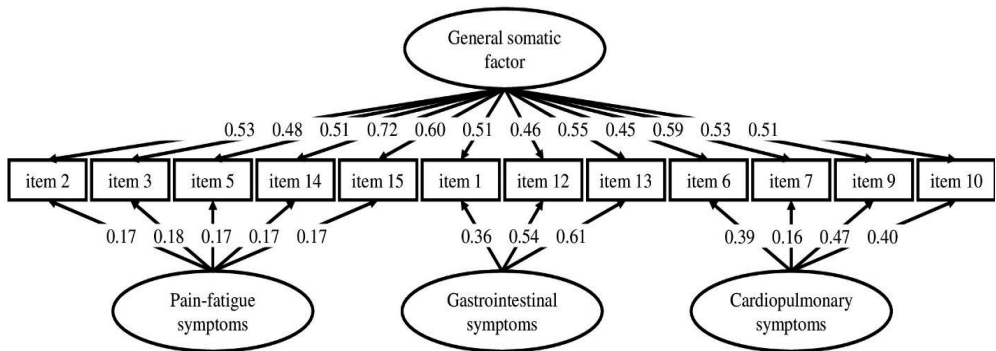 General somatic
factor
0.53 0.48 0.51 0.72 0.60 0.51 0.46 0.55 0.45 0.59 0.53 0.51
item 2 item 3 item 5 item 14 item 15 item 1 item 12 item 13 item 6 item 7 item 9 item 10
0.17 0.18 0.17 0.17 0.17 0.36 0.54 0.61 0.39 0.16 0.47 0.40
Pain-fatigue Gastrointestinal Cardiopulmonary
symptoms symptoms symptoms